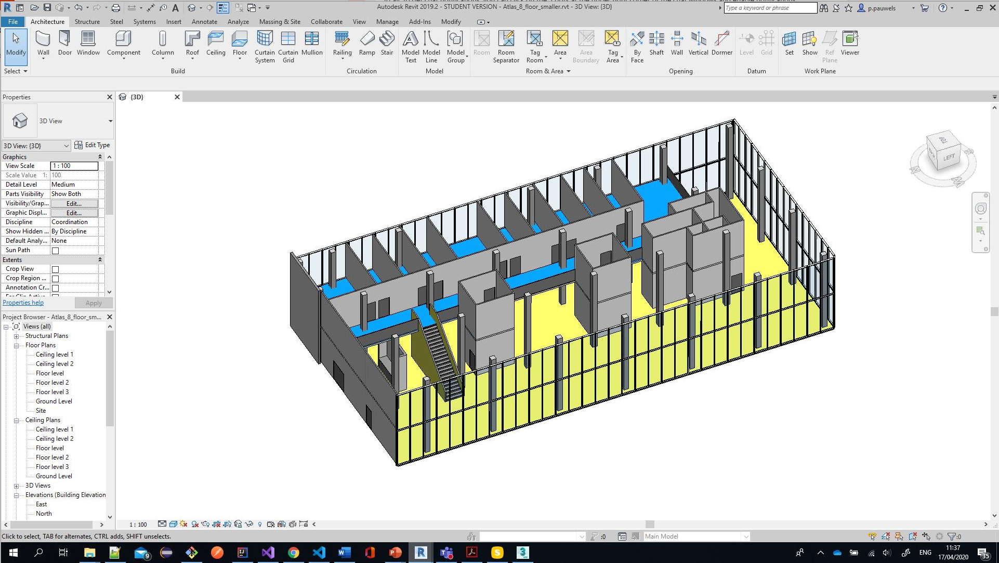 Autodesk Revit 2019.2 - STUDENT VERSION - Atlas_8_floor_smaller.rvt - 3D View: {3D}
Type a keyword or phrase
p.pauwels
File Architecture Structure Steel Systems Insert Annotate Analyze Massing & Site Collaborate View Manage Add-Ins Modify
Modify Wall Door Window Component Column Roof Ceiling Floor Curtain System Curtain Grid Mullion Railing Ramp Stair Model Text Model Line Model Group Room Room Separator Tag Room Area Area Boundary Tag Area By Face Shaft Wall Vertical Dormer Level Grid Set Show Ref Plane Viewer
Select Build Circulation Model Room & Area Opening Datum Work Plane
Properties
{3D}
3D View
3D View: {3D} Edit Type
Graphics
View Scale 1 : 100
Scale Value 1: 100
Detail Level Medium
Parts Visibility Show Both
Visibility/Grap... Edit...
Graphic Displ... Edit...
Discipline Coordination
Show Hidden ... By Discipline
Default Analy... None
Sun Path
Extents
Crop View
Crop Region ...
Annotation Cr...
Properties help Apply
Project Browser - Atlas_8_floor_sm...
Views (all)
Structural Plans
Floor Plans
Ceiling level 1
Ceiling level 2
Floor level
Floor level 2
Floor level 3
Ground Level
Site
Ceiling Plans
Ceiling level 1
Ceiling level 2
Floor level
Floor level 2
Floor level 3
Ground Level
3D Views
Elevations (Building Elevation
East
North
TOP
LEFT
1 : 100
Click to select, TAB for alternates, CTRL adds, SHIFT unselects.
:0
Main Model
:0
9
ENG
11:37
17/04/2020
35